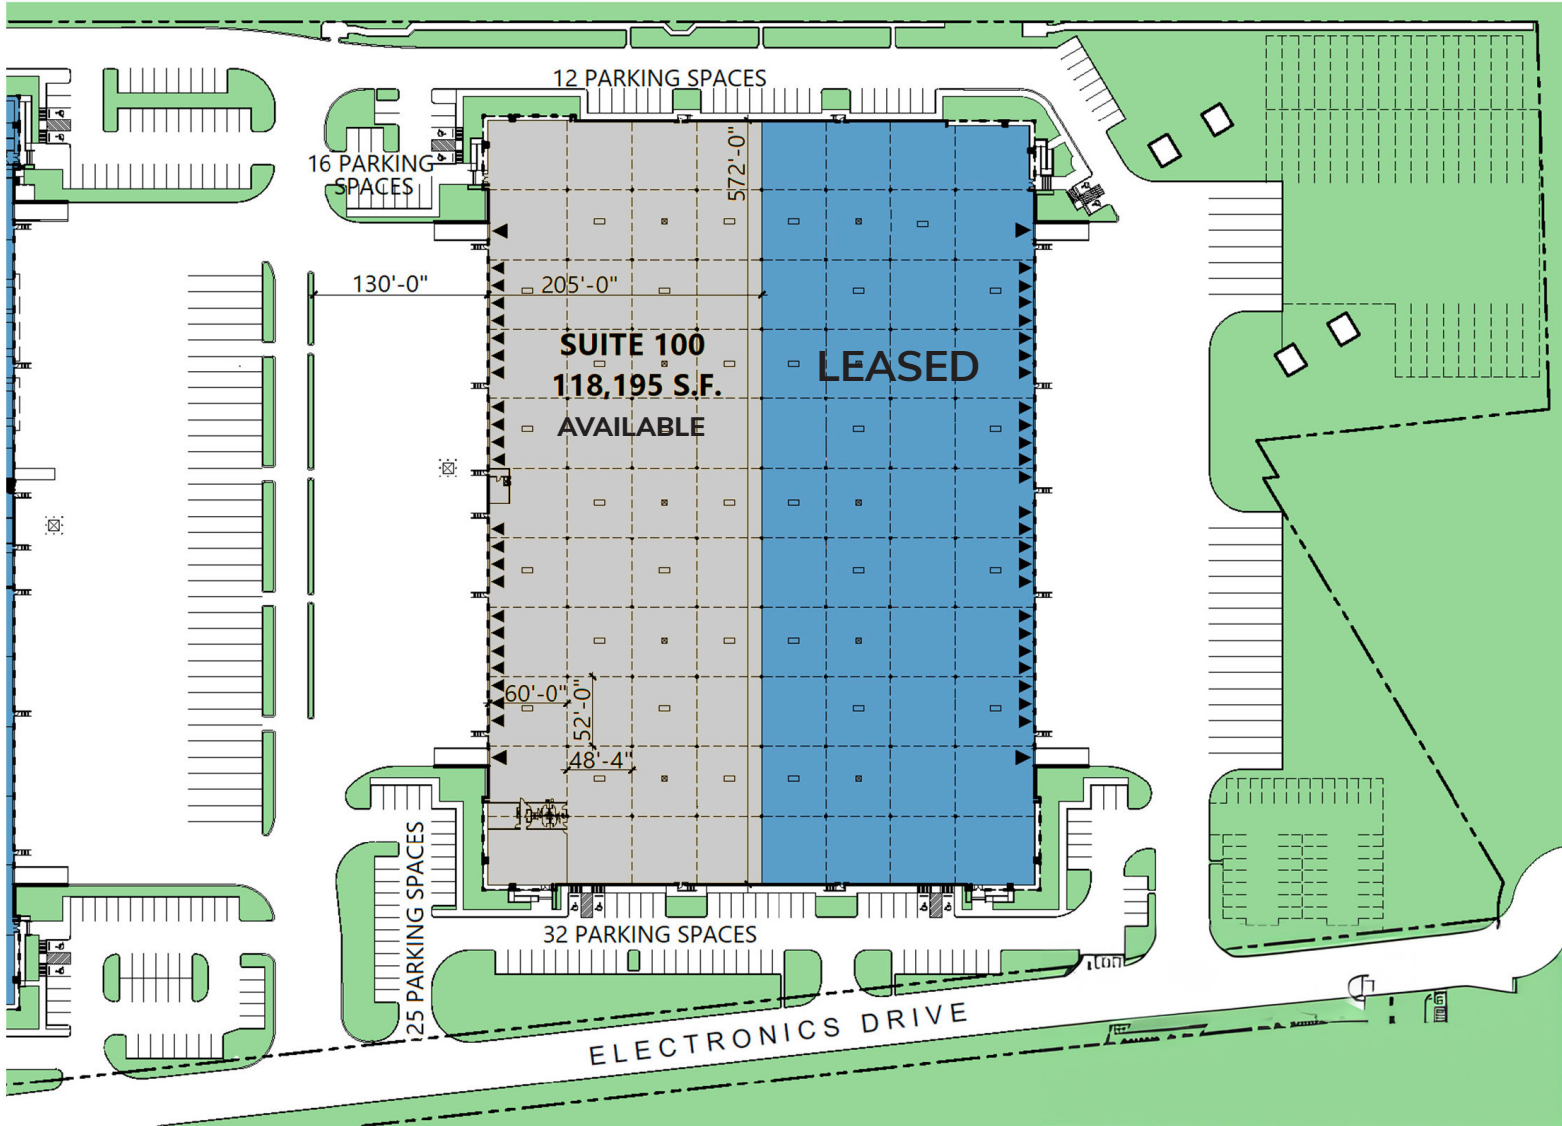 12 PARKING SPACES
16 PARKING
SPACES
572'-0"
130'-0"
205'-0"
SUITE 100
118,195 S.F.
AVAILABLE
LEASED
60'-0"
52'-0"
48'-4"
25 PARKING SPACES
32 PARKING SPACES
ELECTRONICS DRIVE